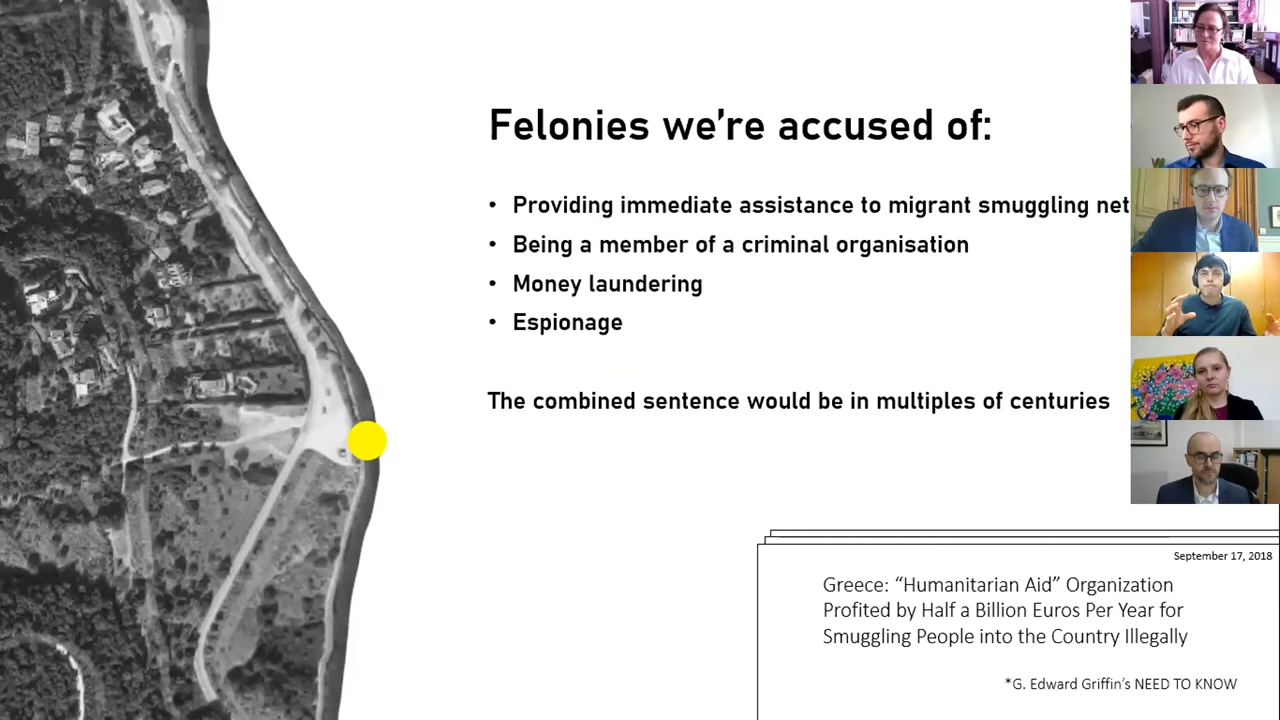 Felonies we're accused of:
• Providing immediate assistance to migrant smuggling net
• Being a member of a criminal organisation
• Money laundering
• Espionage
The combined sentence would be in multiples of centuries
September 17, 2018
Greece: “Humanitarian Aid” Organization
Profited by Half a Billion Euros Per Year for
Smuggling People into the Country Illegally
*G. Edward Griffin's NEED TO KNOW